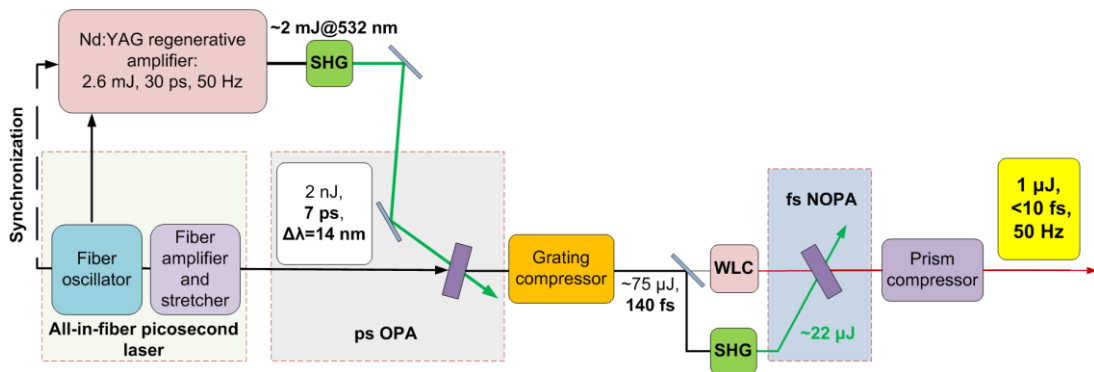 Nd:YAG regenerative
amplifier:
2.6 mJ, 30 ps, 50 Hz
~2 mJ@532 nm
SHG
Synchronization
2 nJ,
7 ps,
Δλ=14 nm
Fiber
oscillator
Fiber
amplifier
and
stretcher
All-in-fiber picosecond
laser
ps OPA
Grating
compressor
~75 µJ,
140 fs
WLC
SHG
fs NOPA
~22 µJ
Prism
compressor
1 µJ,
<10 fs,
50 Hz